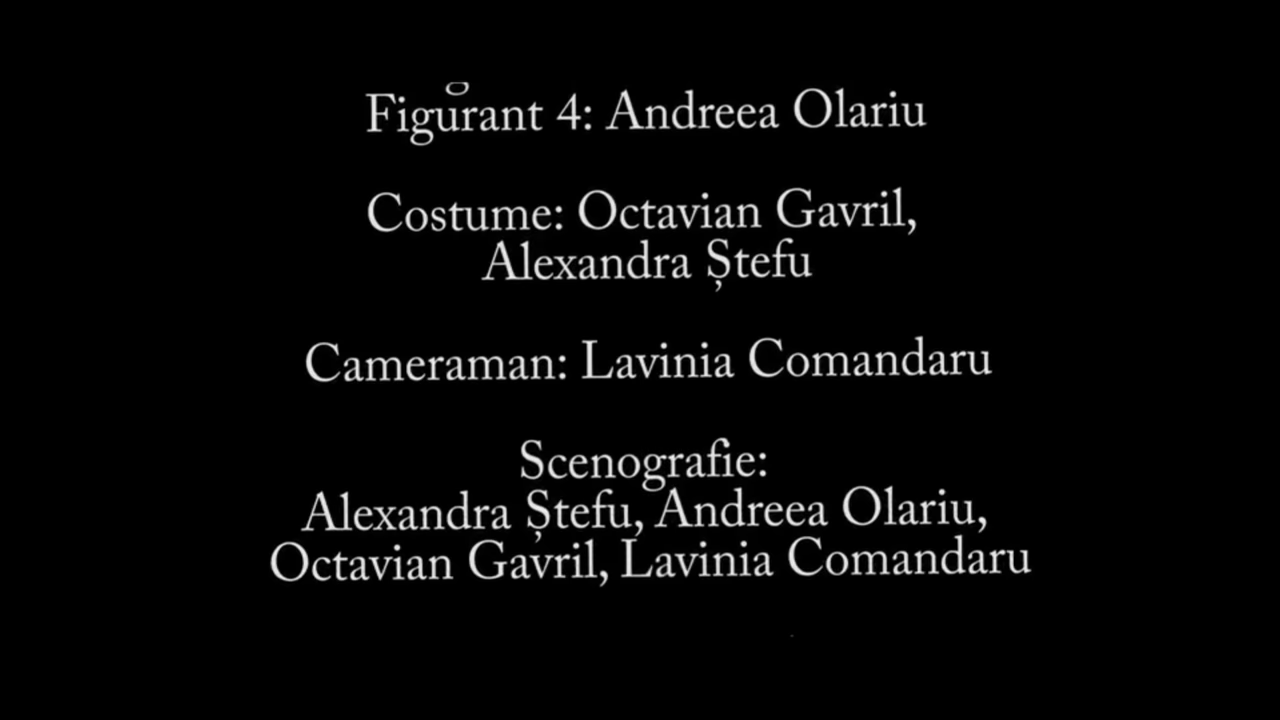 Figurant 4: Andreea Olariu
Costume: Octavian Gavril,
Alexandra Ștefu
Cameraman: Lavinia Comandaru
Scenografie:
Alexandra Ștefu, Andreea Olariu,
Octavian Gavril, Lavinia Comandaru